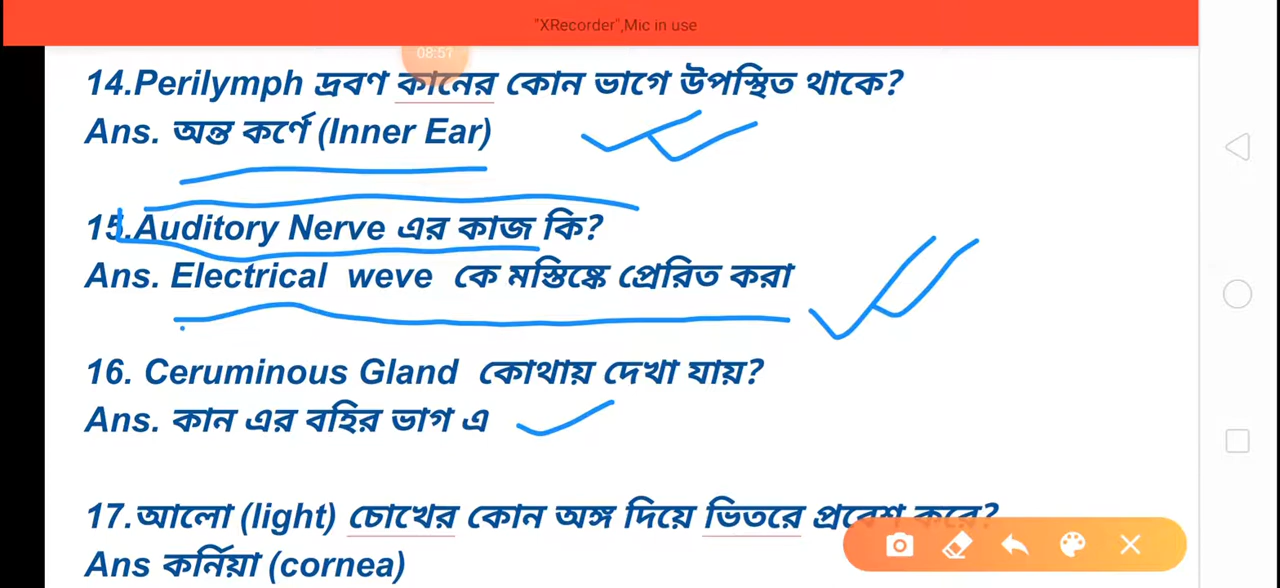 "XRecorder",Mic in use
08:57
14.Perilymph দ্রবণ কানের কোন ভাগে উপস্থিত থাকে?
Ans. অন্ত কর্ণে (Inner Ear)
15.Auditory Nerve এর কাজ কি?
Ans. Electrical weve কে মস্তিষ্কে প্রেরিত করা
16. Ceruminous Gland কোথায় দেখা যায়?
Ans. কান এর বহির ভাগ এ
17.আলো (light) চোখের কোন অঙ্গ দিয়ে ভিতরে প্রবেশ করে?
Ans কর্নিয়া (cornea)